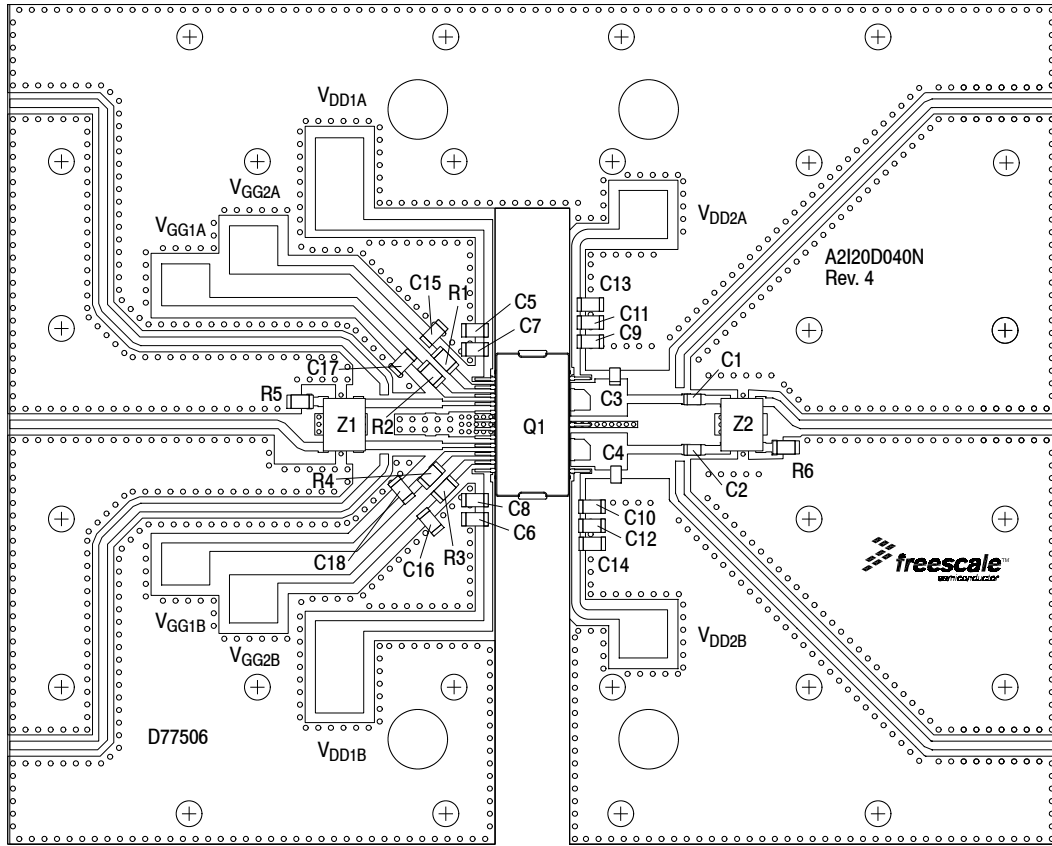 VDD1A
VGG2A
VGG1A
VDD2A
A2I20D040N
Rev. 4
C15
R1
C5
C7
C13
C11
C9
C17
R5
R2
Z1
Q1
C3
C1
Z2
C4
C2
R6
R4
C18
C16
R3
C8
C6
C10
C12
C14
freescale™
semiconductor
VGG1B
VGG2B
VDD1B
VDD2B
D77506